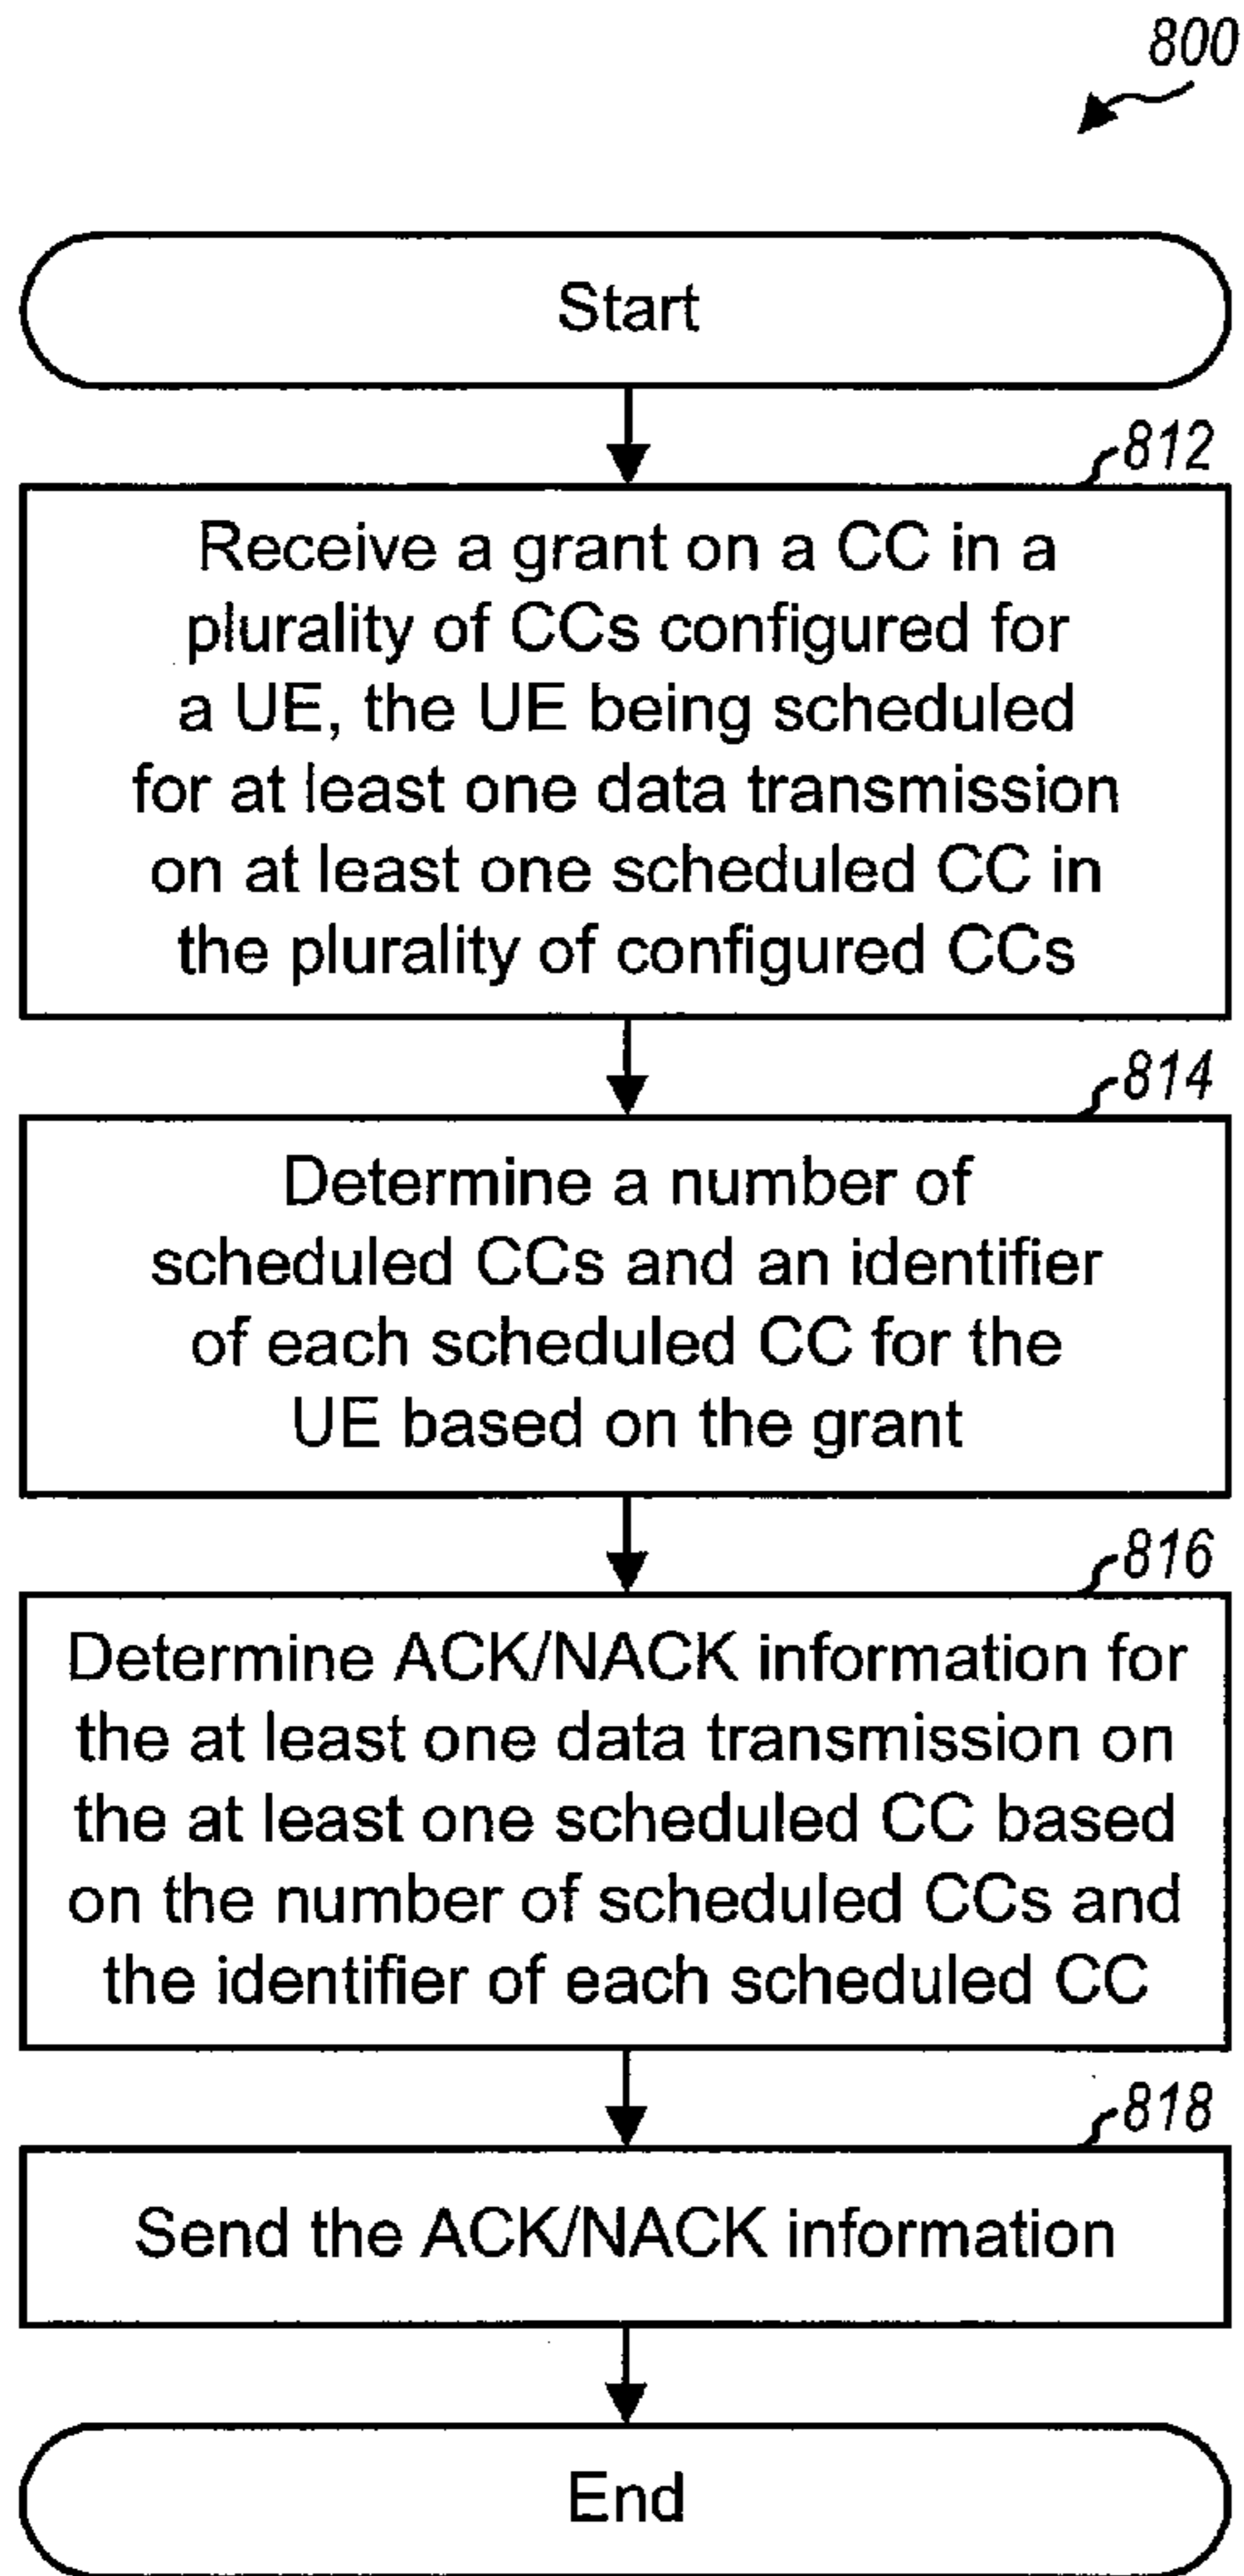 800
Start
812
Receive a grant on a CC in a
plurality of CCs configured for
a UE, the UE being scheduled
for at least one data transmission
on at least one scheduled CC in
the plurality of configured CCs
814
Determine a number of
scheduled CCs and an identifier
of each scheduled CC for the
UE based on the grant
816
Determine ACK/NACK information for
the at least one data transmission on
the at least one scheduled CC based
on the number of scheduled CCs and
the identifier of each scheduled CC
818
Send the ACK/NACK information
End